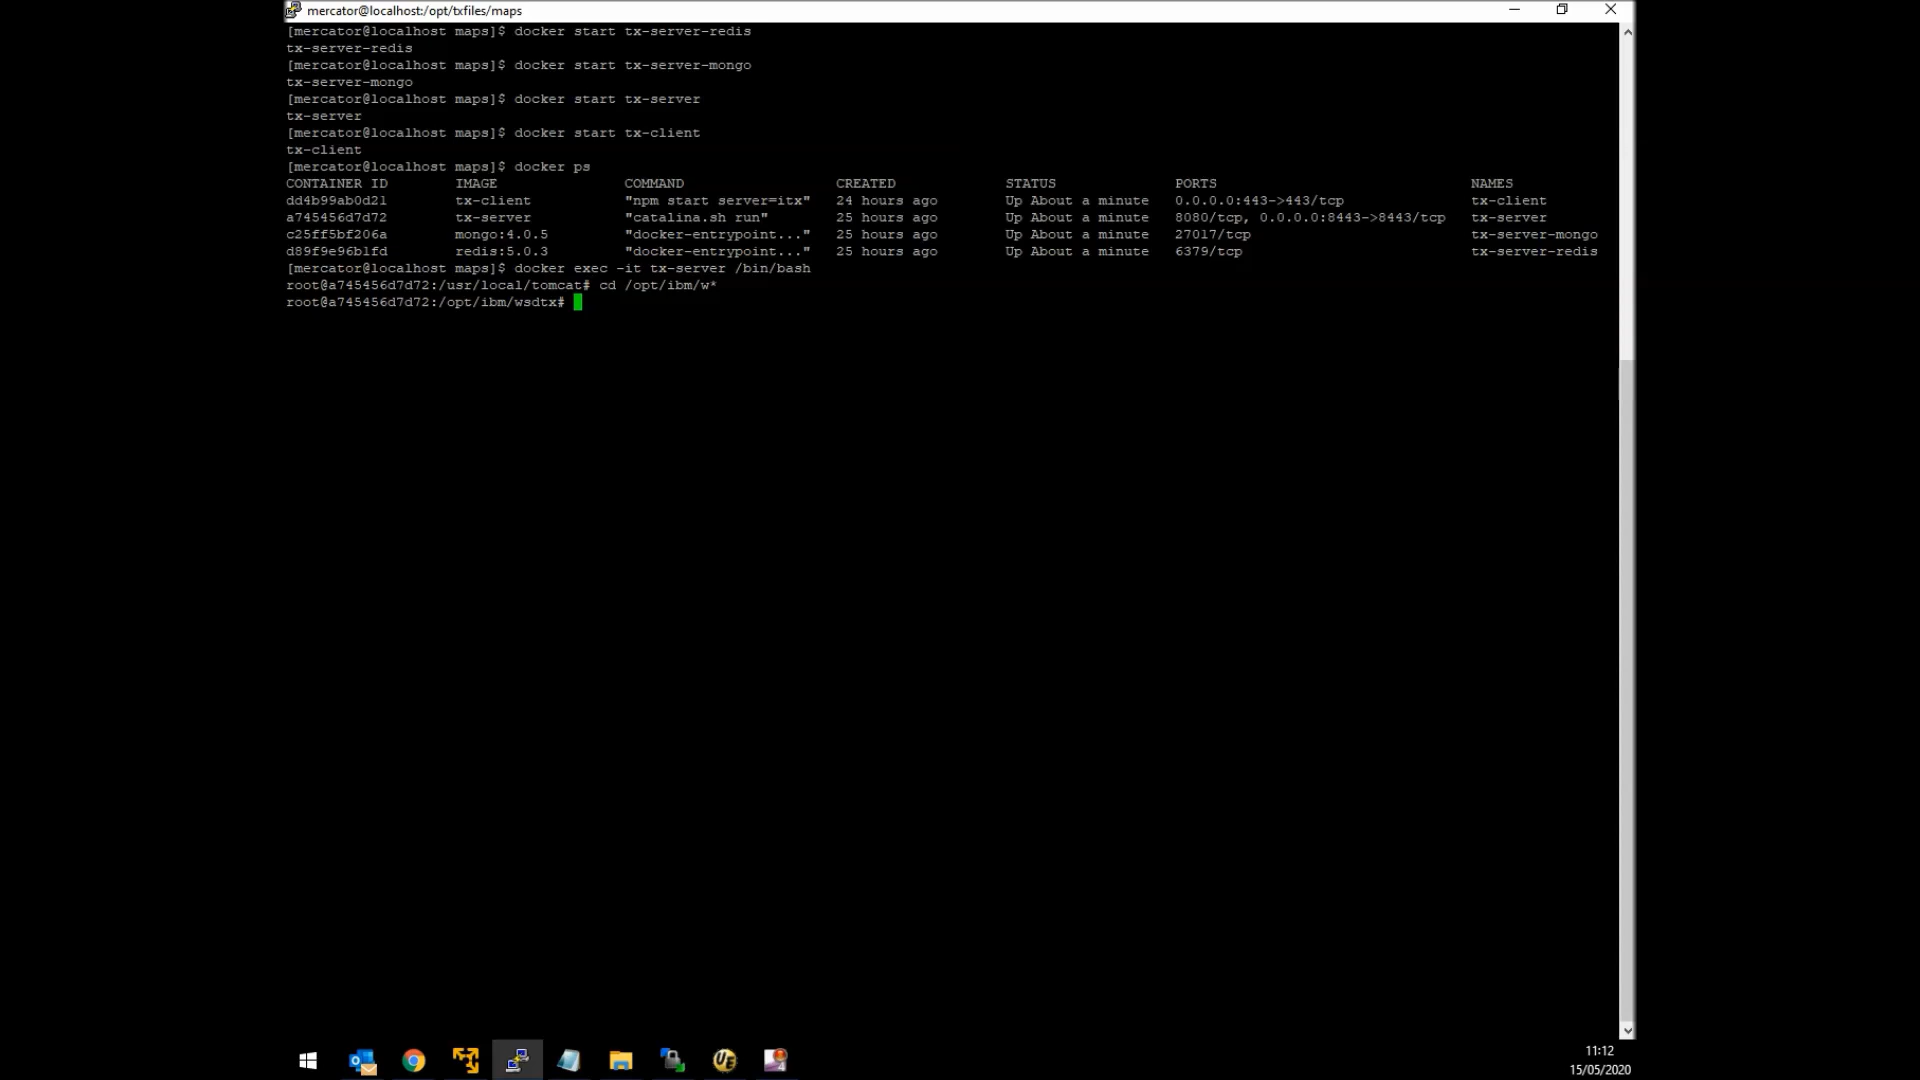 mercator@localhost:/opt/txfiles/maps
[mercator@localhost maps]$ docker start tx-server-redis
tx-server-redis
[mercator@localhost maps]$ docker start tx-server-mongo
tx-server-mongo
[mercator@localhost maps]$ docker start tx-server
tx-server
[mercator@localhost maps]$ docker start tx-client
tx-client
[mercator@localhost maps]$ docker ps
CONTAINER ID IMAGE COMMAND CREATED STATUS PORTS NAMES
dd4b99ab0d21 tx-client "npm start server=itx" 24 hours ago Up About a minute 0.0.0.0:443->443/tcp tx-client
a745456d7d72 tx-server "catalina.sh run" 25 hours ago Up About a minute 8080/tcp, 0.0.0.0:8443->8443/tcp tx-server
c25ff5bf206a mongo:4.0.5 "docker-entrypoint..." 25 hours ago Up About a minute 27017/tcp tx-server-mongo
d89f9e96b1fd redis:5.0.3 "docker-entrypoint..." 25 hours ago Up About a minute 6379/tcp tx-server-redis
[mercator@localhost maps]$ docker exec -it tx-server /bin/bash
root@a745456d7d72:/usr/local/tomcat# cd /opt/ibm/w*
root@a745456d7d72:/opt/ibm/wsdtx#
11:12
15/05/2020